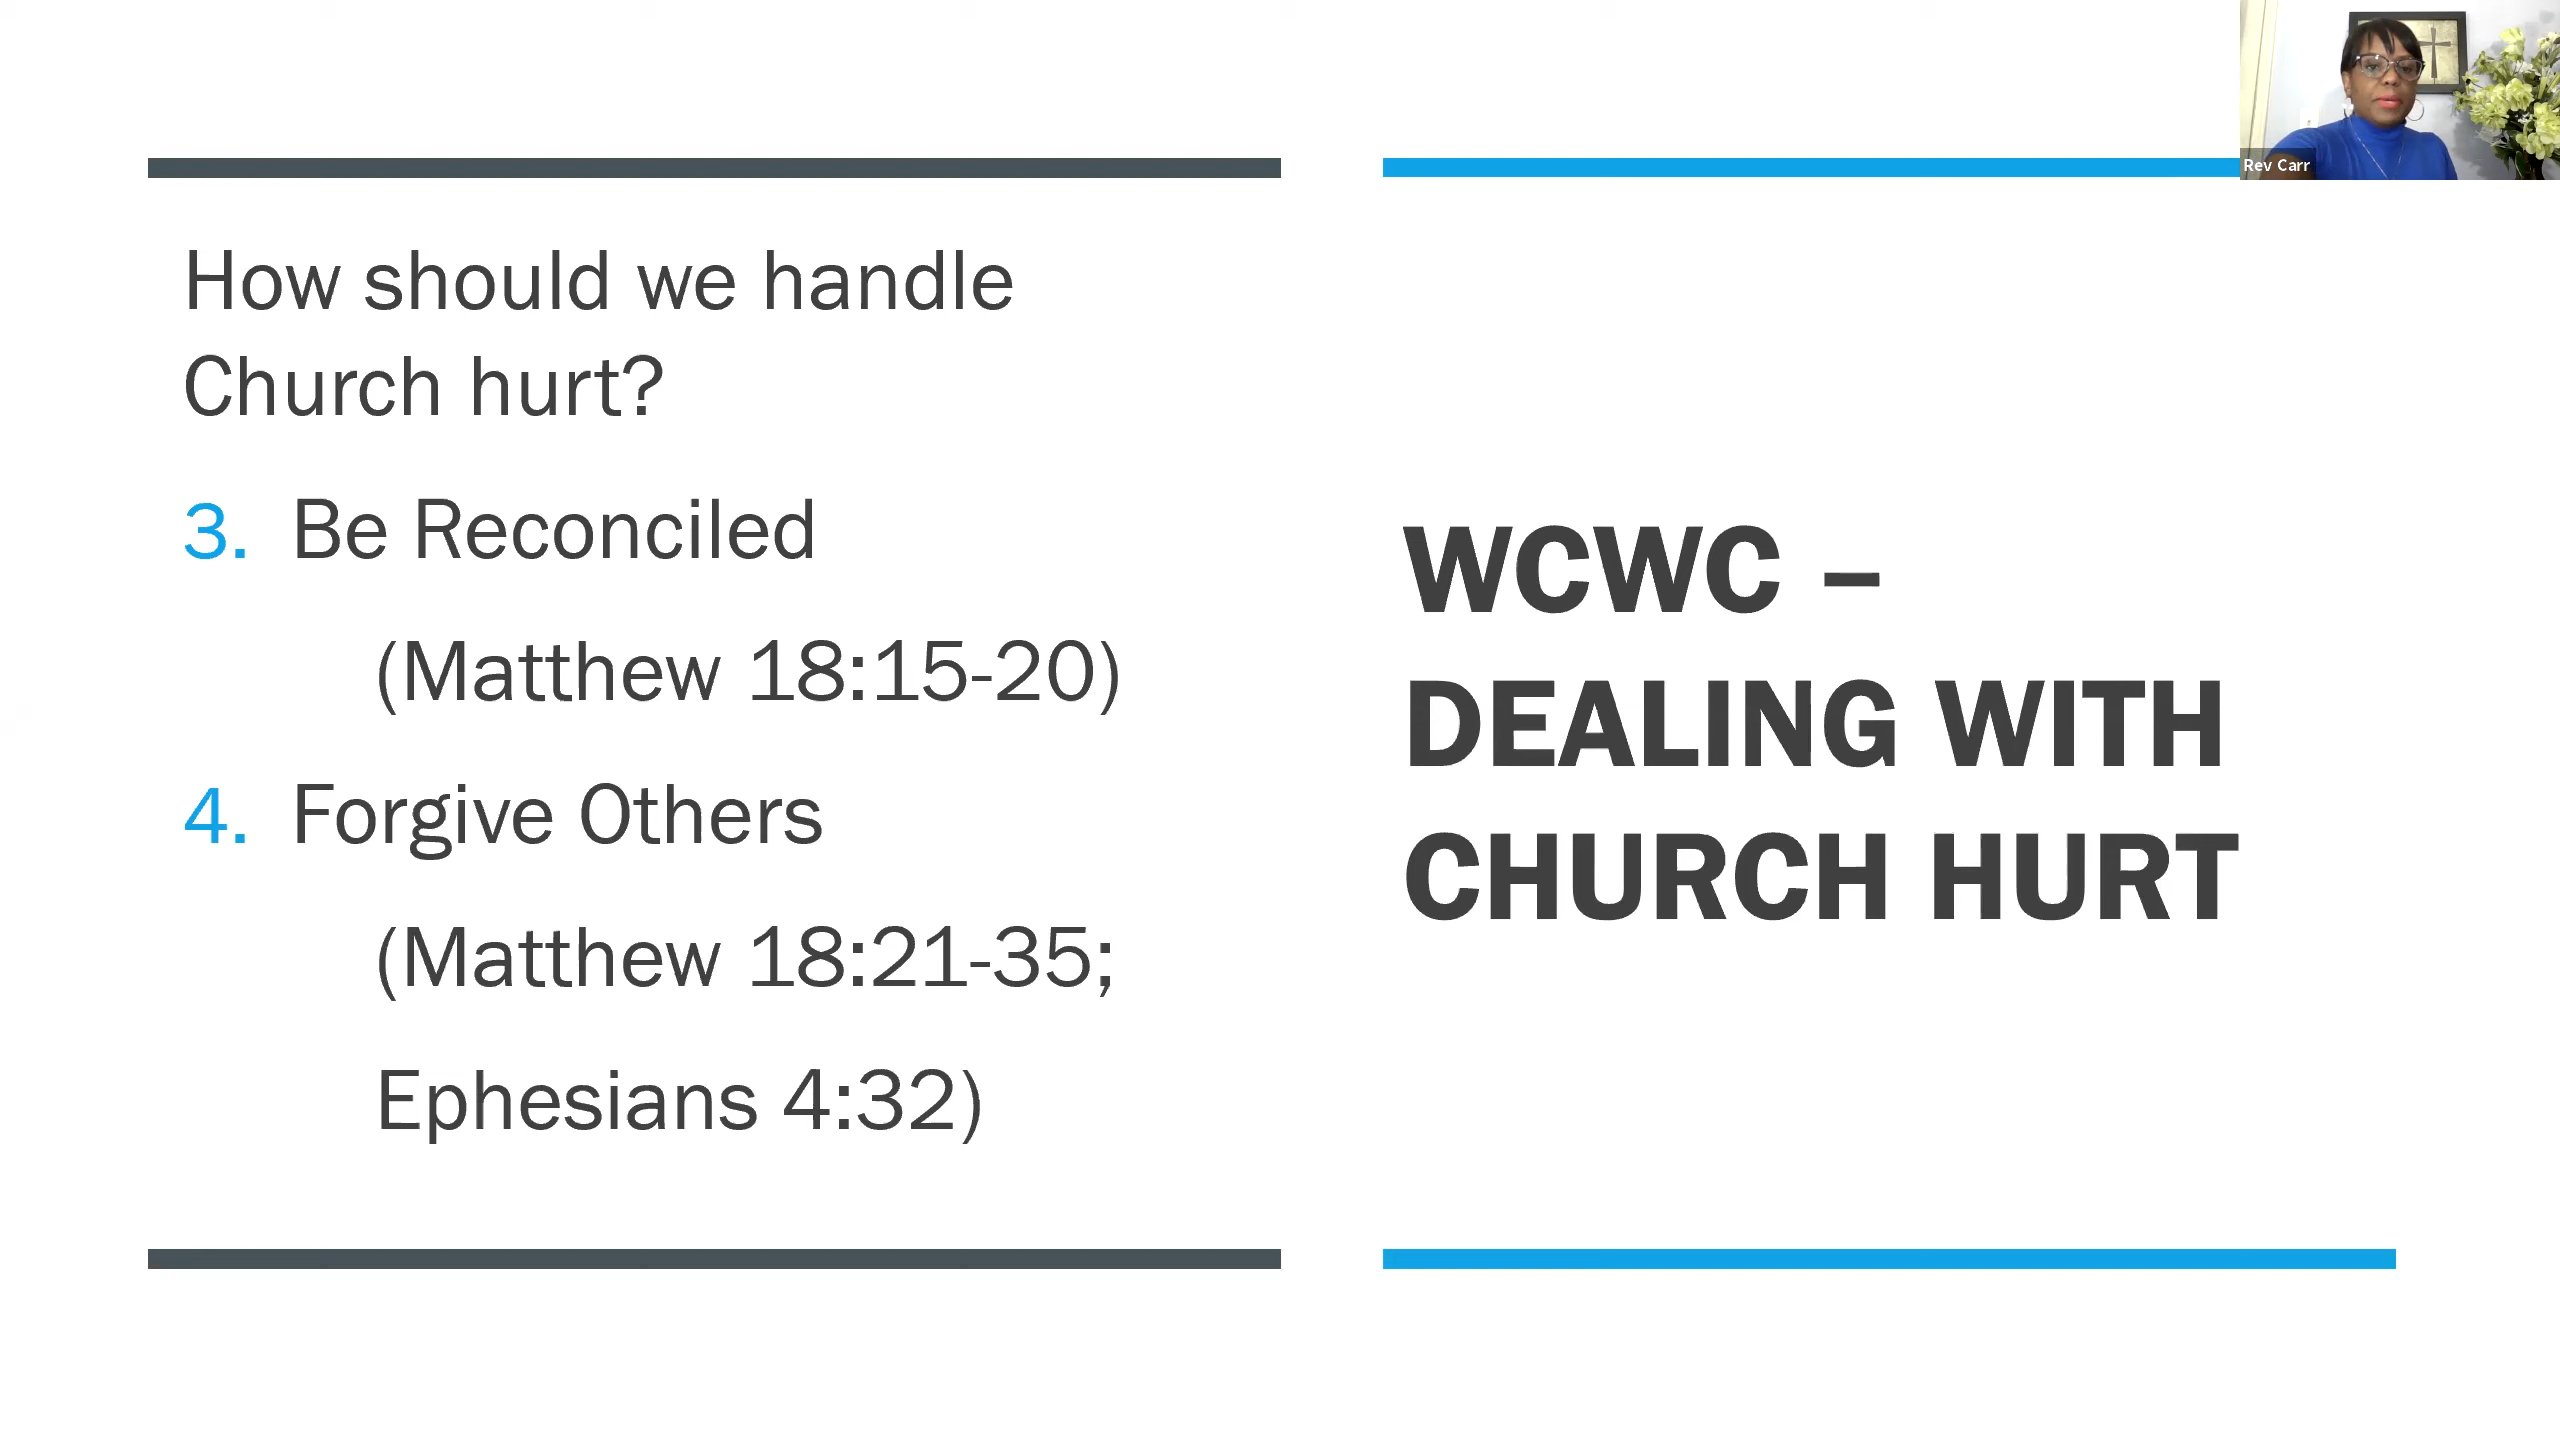 How should we handle
Church hurt?
3. Be Reconciled
(Matthew 18:15-20)
4. Forgive Others
(Matthew 18:21-35;
Ephesians 4:32)
WCWC –
DEALING WITH
CHURCH HURT
Rev Carr